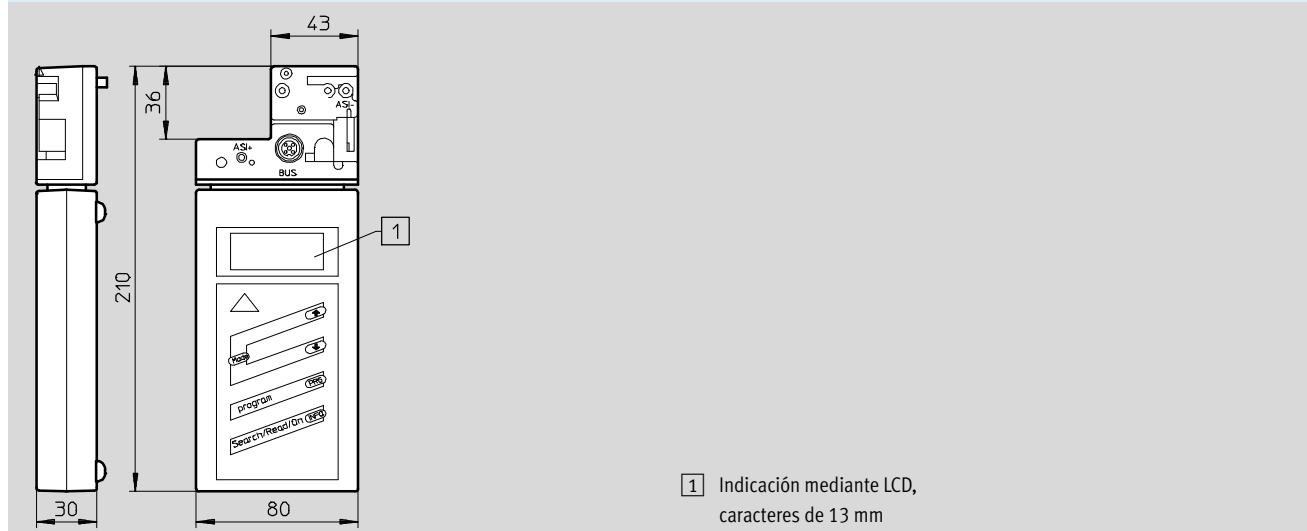 43
36
ASI-
ASI+
BUS
1
210
Mode
program
PRG
Search/Read/On
INFO
30
80
1 Indicación mediante LCD,
caracteres de 13 mm